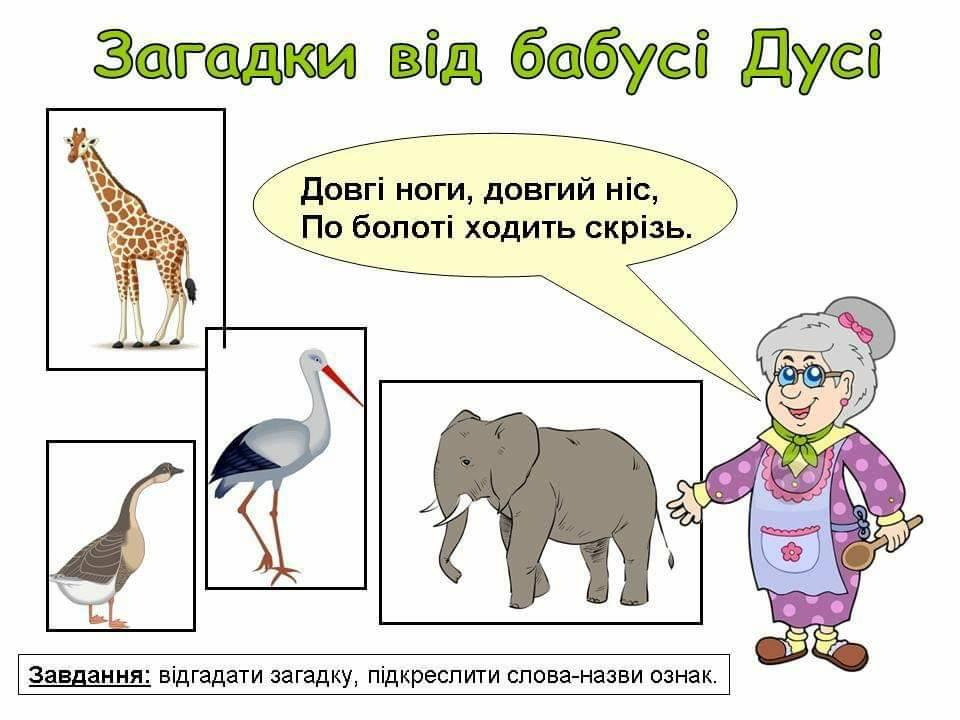 Загадки від бабусі Дусі
Довгі ноги, довгий ніс,
По болоті ходить скрізь.
Завдання: відгадати загадку, підкреслити слова-назви ознак.